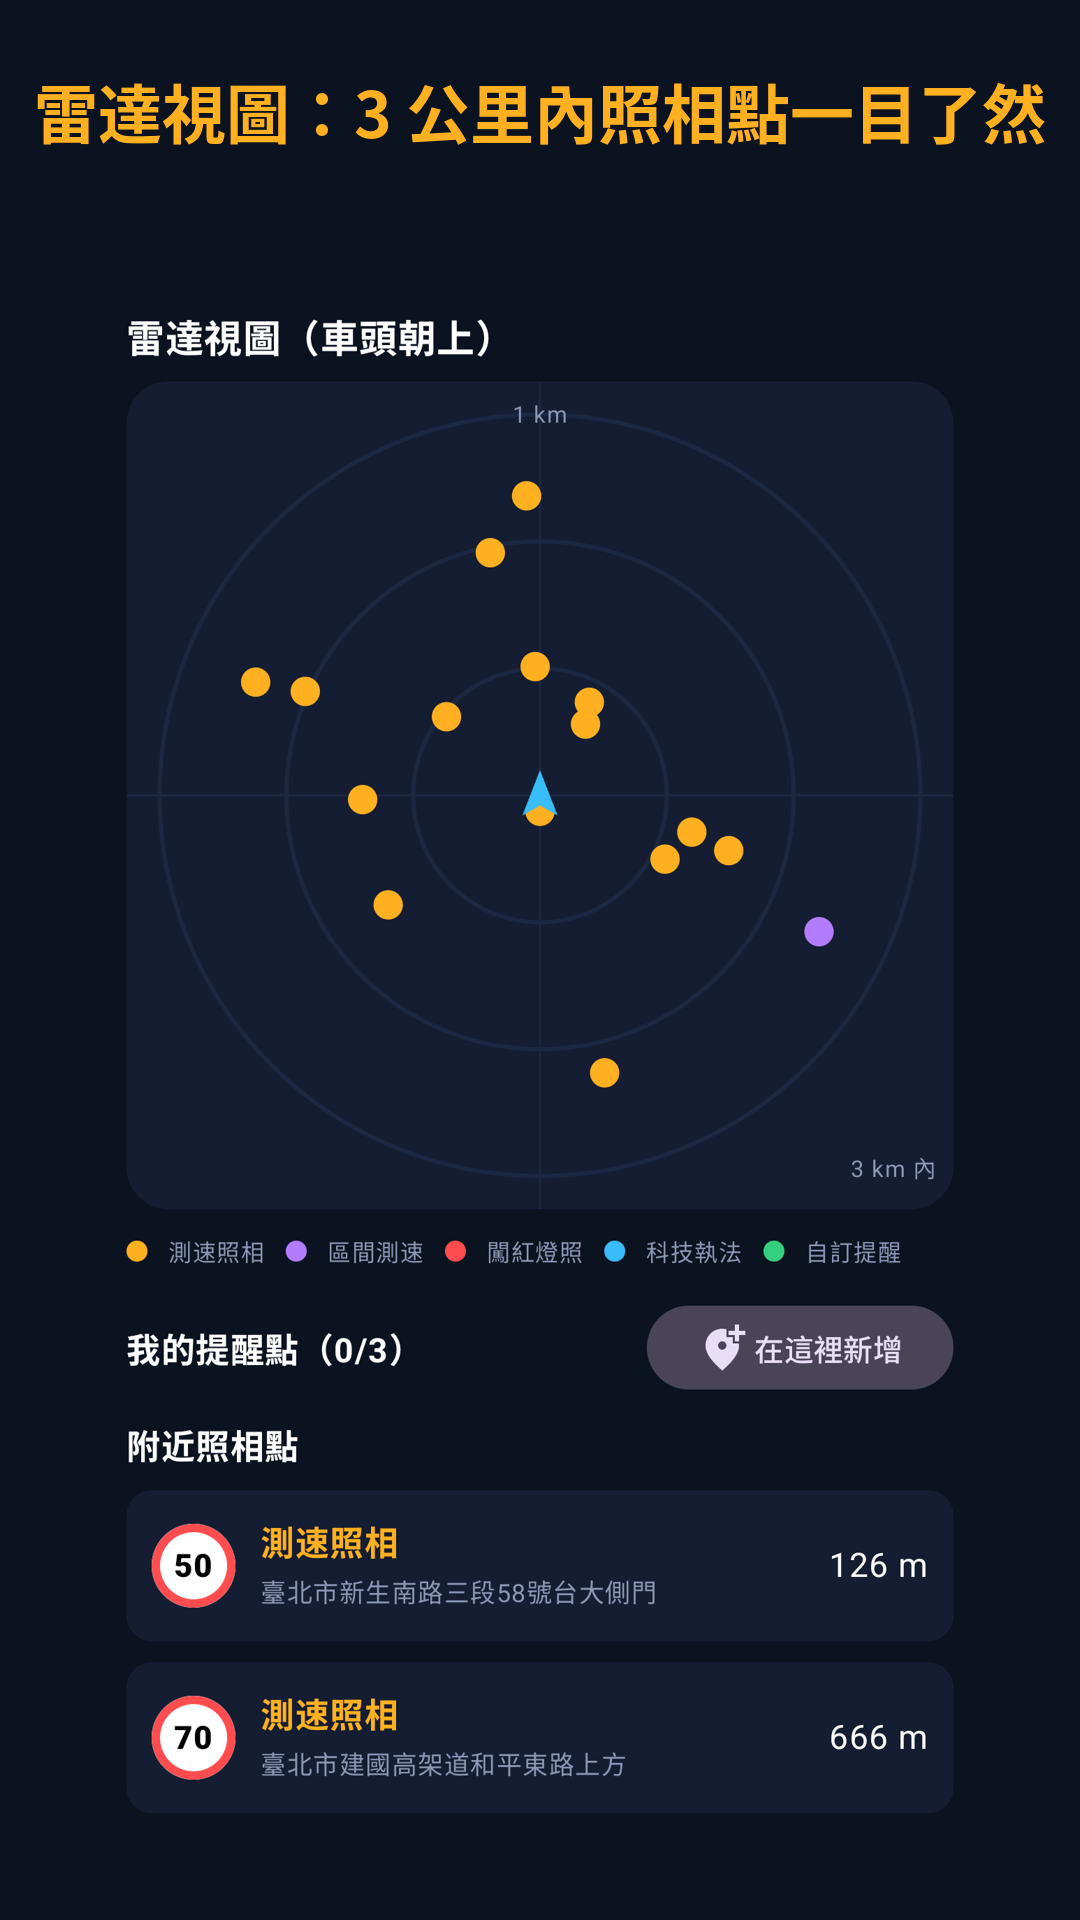 雷達視圖：3 公里內照相點一目了然
雷達視圖（車頭朝上）
1 km
3 km 內
測速照相 區間測速 闖紅燈照 科技執法 自訂提醒
我的提醒點（0/3）
在這裡新增
附近照相點
50
測速照相
臺北市新生南路三段58號台大側門
126 m
70
測速照相
臺北市建國高架道和平東路上方
666 m